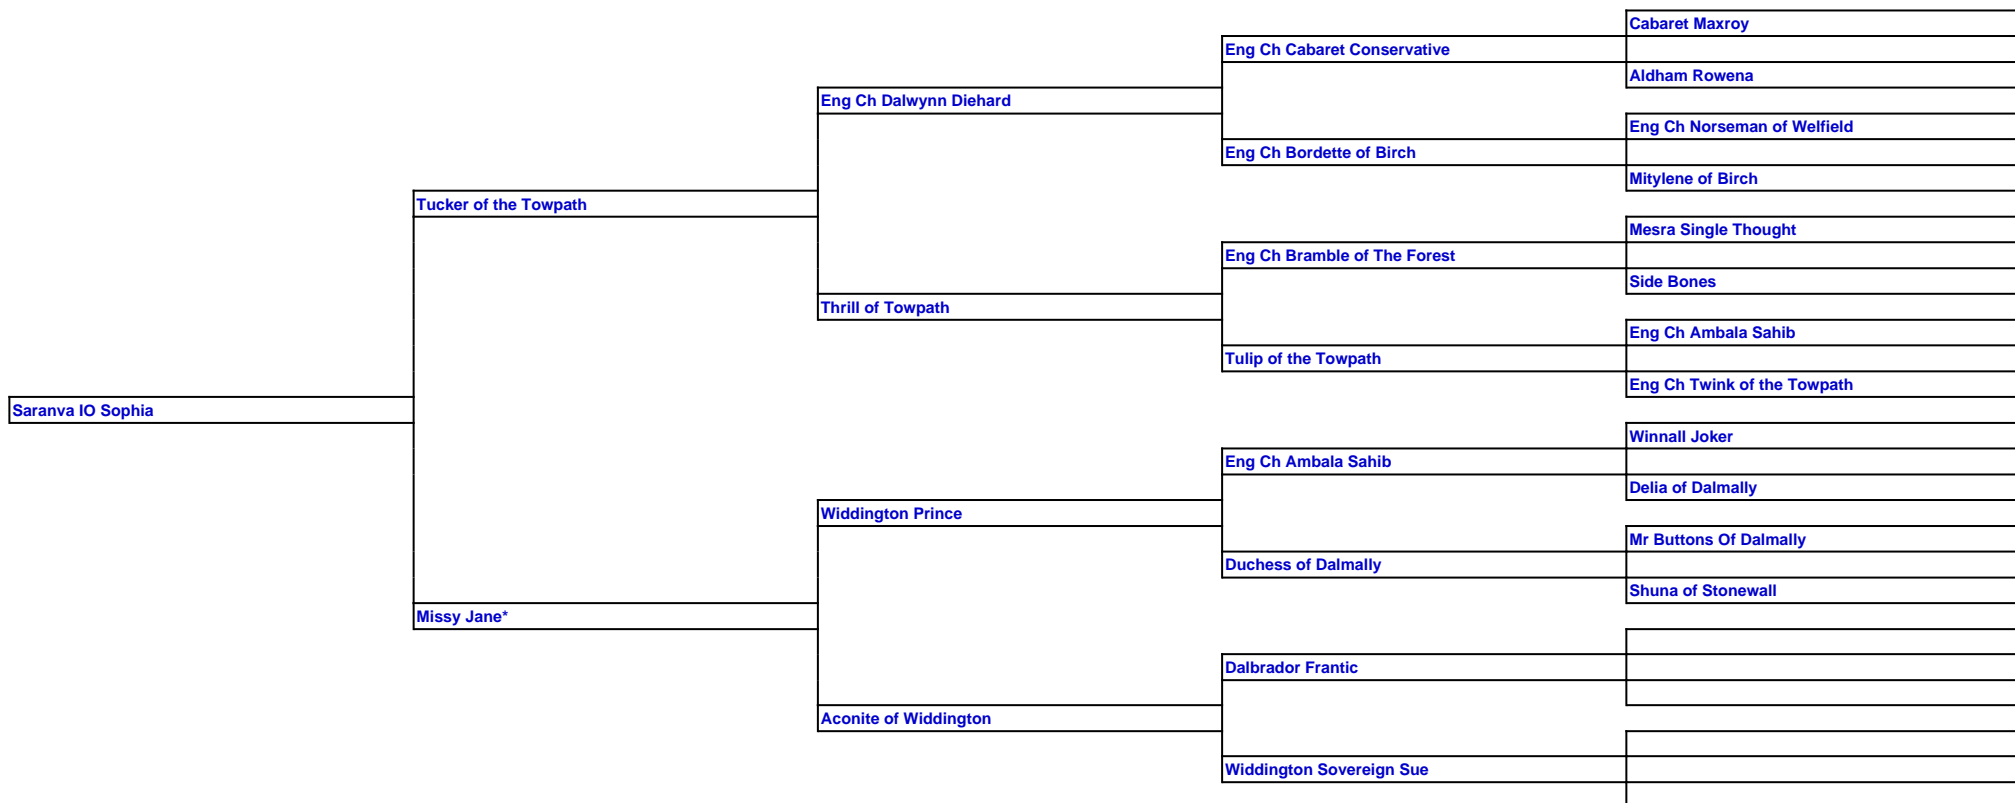 Cabaret Maxroy
Eng Ch Cabaret Conservative
Aldham Rowena
Eng Ch Dalwynn Diehard
Eng Ch Norseman of Welfield
Eng Ch Bordette of Birch
Mitylene of Birch
Tucker of the Towpath
Mesra Single Thought
Eng Ch Bramble of The Forest
Side Bones
Thrill of Towpath
Eng Ch Ambala Sahib
Tulip of the Towpath
Eng Ch Twink of the Towpath
Saranva IO Sophia
Winnall Joker
Eng Ch Ambala Sahib
Delia of Dalmally
Widdington Prince
Mr Buttons Of Dalmally
Duchess of Dalmally
Shuna of Stonewall
Missy Jane*
Dalbrador Frantic
Aconite of Widdington
Widdington Sovereign Sue